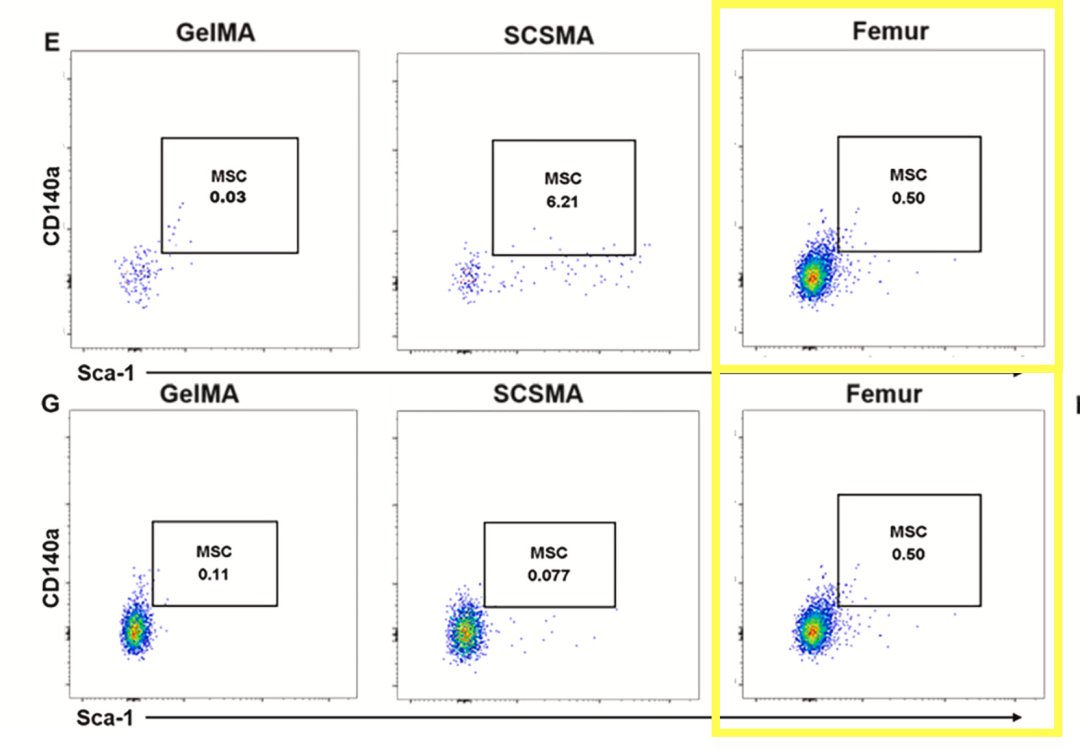 E
GelMA
SCSMA
Femur
CD140a
MSC
0.03
MSC
6.21
MSC
0.50
Sca-1
G
GelMA
SCSMA
Femur
CD140a
MSC
0.11
MSC
0.077
MSC
0.50
Sca-1